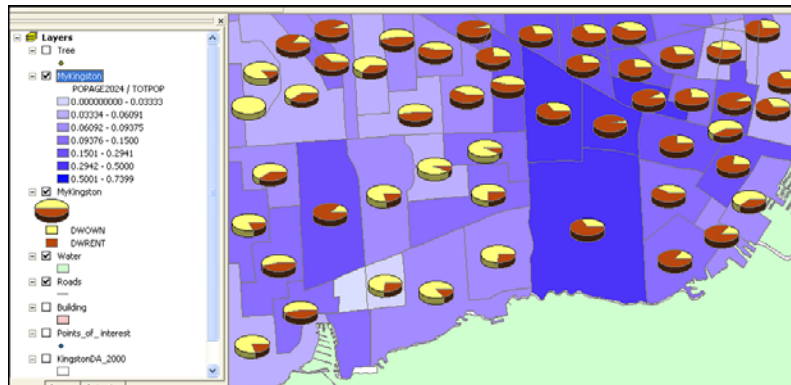 Layers
Tree
MyKingston
POPAGE2024 / TOTPOP
0.000000000 - 0.03333
0.03334 - 0.06091
0.06092 - 0.09375
0.09376 - 0.1500
0.1501 - 0.2941
0.2942 - 0.5000
0.5001 - 0.7399
MyKingston
DWOWN
DWRENT
Water
Roads
Building
Points_of_interest
KingstonDA_2000